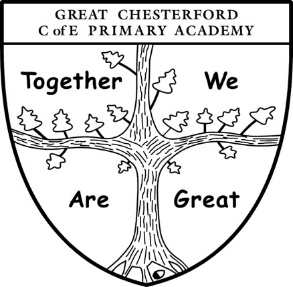 GREAT CHESTERFORD
C of E PRIMARY ACADEMY
Together We
Are Great